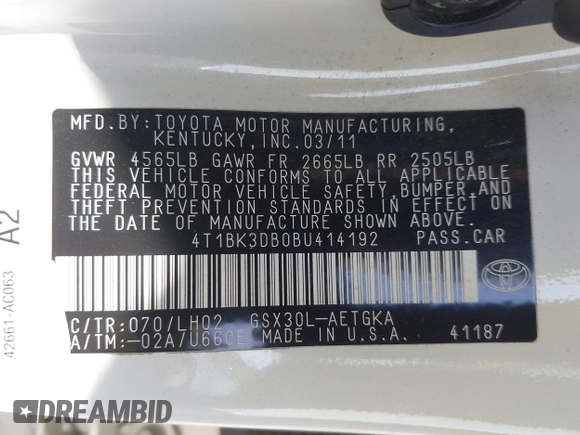 MFD. BY: TOYOTA MOTOR MANUFACTURING,
KENTUCKY, INC. 03/11
GVWR 4565LB GAWR FR 2665LB RR 2505LB
THIS VEHICLE CONFORMS TO ALL APPLICABLE
FEDERAL MOTOR VEHICLE SAFETY, BUMPER AND
THEFT PREVENTION STANDARDS IN EFFECT ON
THE DATE OF MANUFACTURE SHOWN ABOVE.
4T1BK3DB0BU414192 PASS.CAR
C/TR: 070/LH02 GSX30L-AETGKA
A/TM: -02A/U660E MADE IN U.S.A. 41187
TOYOTA
42661-AC063 A2
DREAMBID